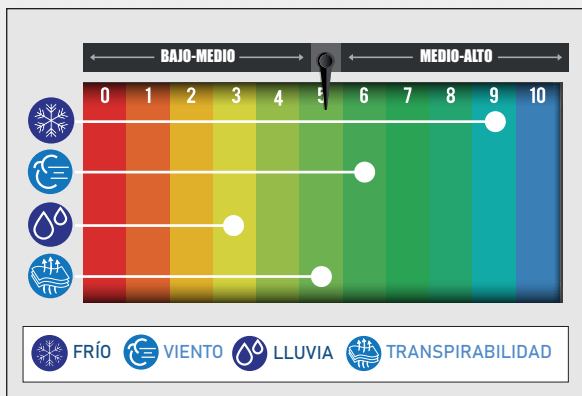 BAJO-MEDIO MEDIO-ALTO
0 1 2 3 4 5 6 7 8 9 10
FRÍO VIENTO LLUVIA TRANSPIRABILIDAD